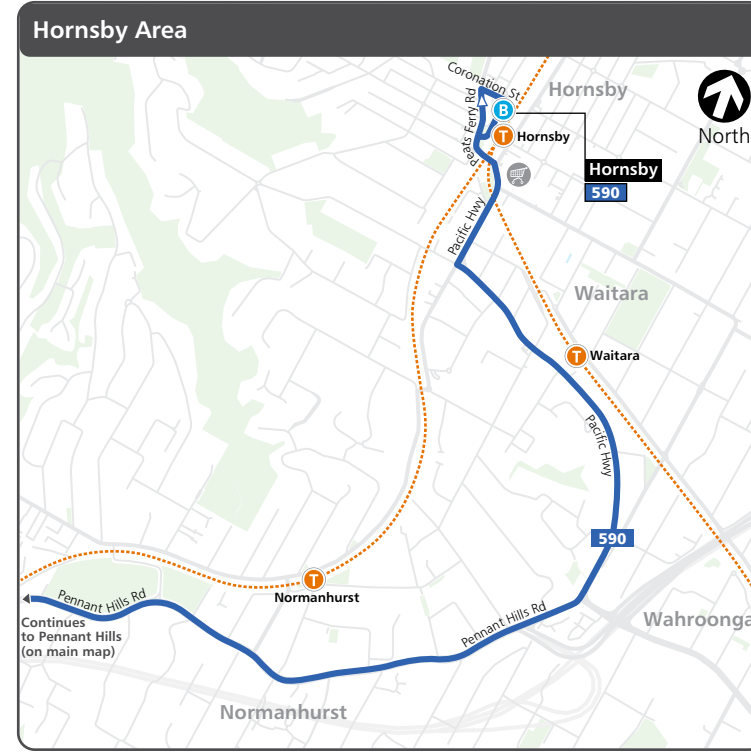 Hornsby Area
Coronation St
Hornsby
B
Peats Ferry Rd
T Hornsby
North
Hornsby
590
Pacific Hwy
Waitara
T Waitara
Pacific Hwy
590
T
Normanhurst
Pennant Hills Rd
Pennant Hills Rd
Continues
to Pennant Hills
(on main map)
Wahroonga
Normanhurst